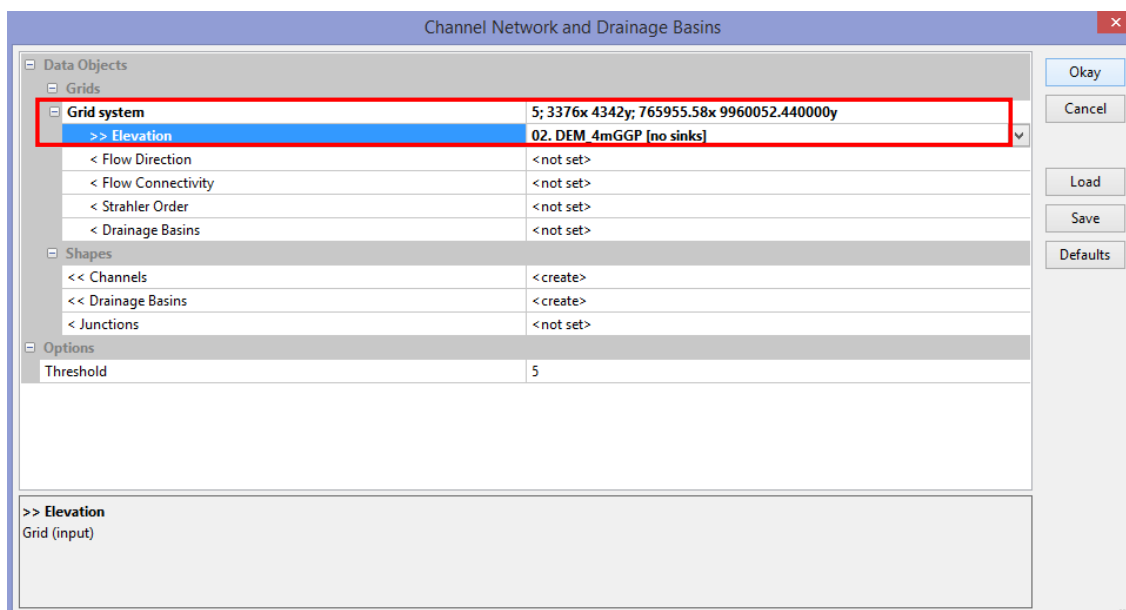 Channel Network and Drainage Basins
Data Objects
Grids
Grid system 5; 3376x 4342y; 765955.58x 9960052.440000y
>> Elevation 02. DEM_4mGGP [no sinks]
< Flow Direction <not set>
< Flow Connectivity <not set>
< Strahler Order <not set>
< Drainage Basins <not set>
Shapes
<< Channels <create>
<< Drainage Basins <create>
< Junctions <not set>
Options
Threshold 5
Okay
Cancel
Load
Save
Defaults
>> Elevation
Grid (input)